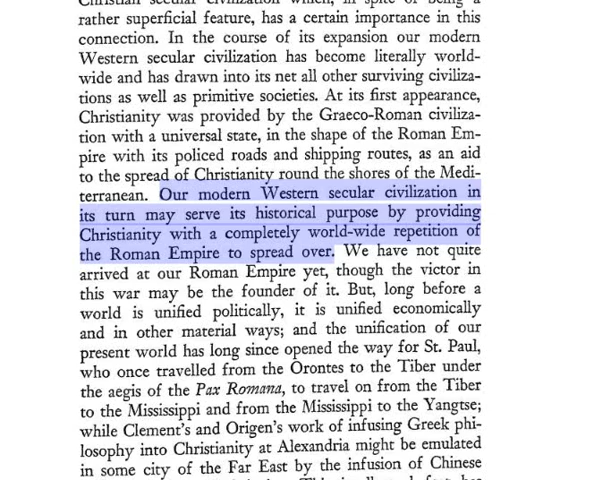 Christian secular civilization which, in spite of being a
rather superficial feature, has a certain importance in this
connection. In the course of its expansion our modern
Western secular civilization has become literally world-
wide and has drawn into its net all other surviving civiliza-
tions as well as primitive societies. At its first appearance,
Christianity was provided by the Graeco-Roman civiliza-
tion with a universal state, in the shape of the Roman Em-
pire with its policed roads and shipping routes, as an aid
to the spread of Christianity round the shores of the Medi-
terranean. Our modern Western secular civilization in
its turn may serve its historical purpose by providing
Christianity with a completely world-wide repetition of
the Roman Empire to spread over. We have not quite
arrived at our Roman Empire yet, though the victor in
this war may be the founder of it. But, long before a
world is unified politically, it is unified economically
and in other material ways; and the unification of our
present world has long since opened the way for St. Paul,
who once travelled from the Orontes to the Tiber under
the aegis of the Pax Romana, to travel on from the Tiber
to the Mississippi and from the Mississippi to the Yangtse;
while Clement's and Origen's work of infusing Greek phi-
losophy into Christianity at Alexandria might be emulated
in some city of the Far East by the infusion of Chinese